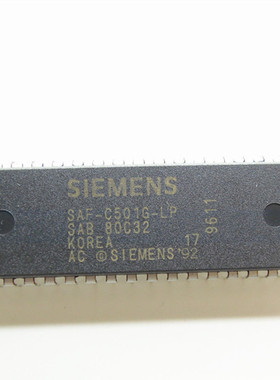 SIEMENS
SAF-C501G-LP
SAB 80C32
KOREA 17
AC © SIEMENS '92
9611